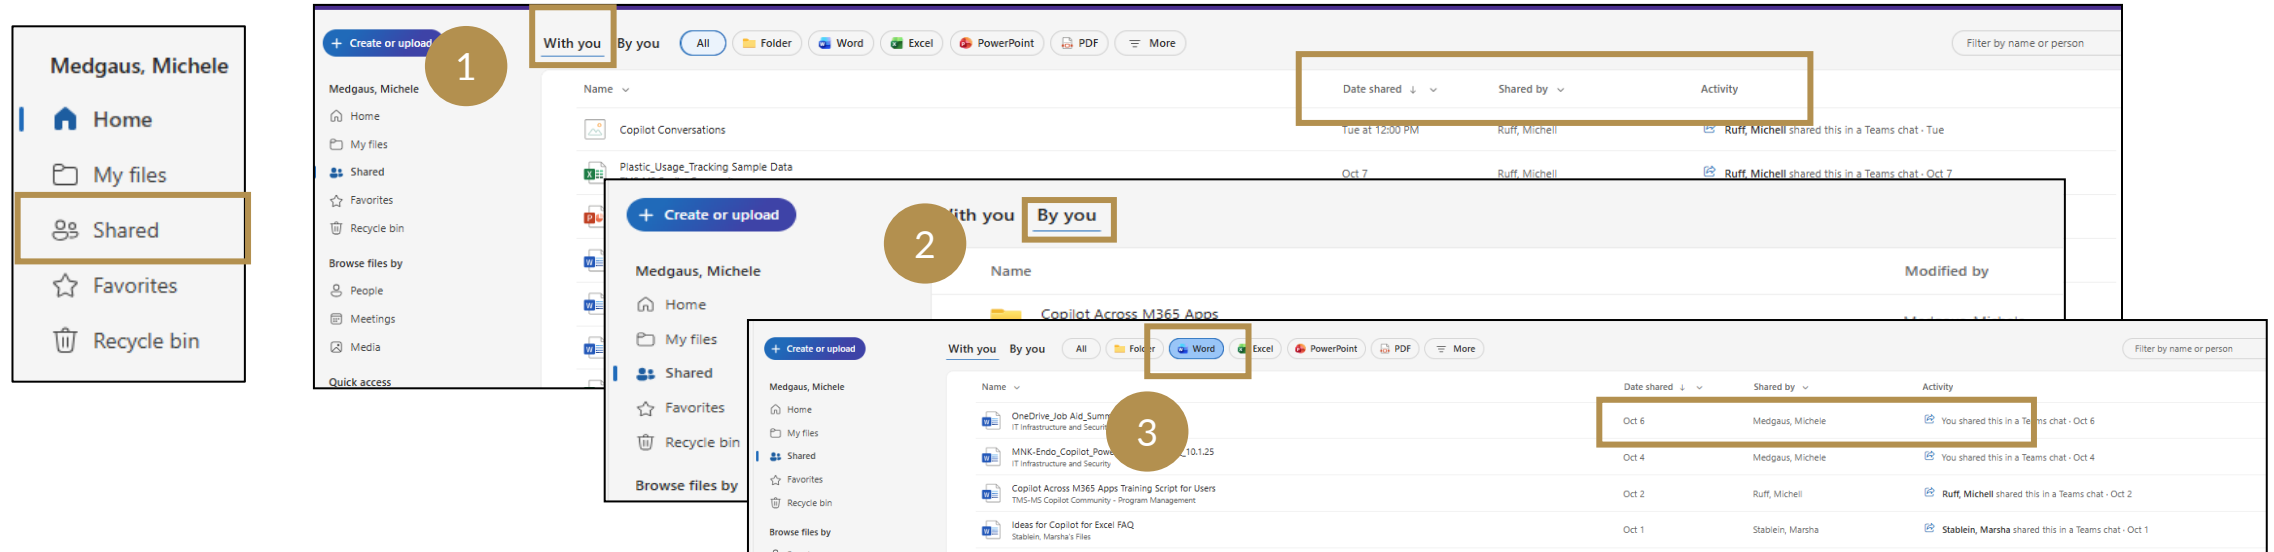 Medgaus, Michele
Home
My files
Shared
Favorites
Recycle bin
1
+ Create or upload
With you By you All Folder Word Excel PowerPoint PDF More
Filter by name or person
Medgaus, Michele
Home
My files
Shared
Favorites
Recycle bin
Browse files by
People
Meetings
Media
Quick access
Name Date shared Shared by Activity
Copilot Conversations Tue at 12:00 PM Ruff, Michell Ruff, Michell shared this in a Teams chat · Tue
Plastic_Usage_Tracking Sample Data
Oct 7 Ruff, Michell Ruff, Michell shared this in a Teams chat · Oct 7
2
+ Create or upload
With you By you
Medgaus, Michele
Home
My files
Shared
Favorites
Recycle bin
Browse files by
Name Modified by
Copilot Across M365 Apps
3
+ Create or upload
With you By you All Folder Word Excel PowerPoint PDF More
Filter by name or person
Medgaus, Michele
Home
My files
Shared
Favorites
Recycle bin
Browse files by
Name Date shared Shared by Activity
OneDrive_Job Aid_Summ
IT Infrastructure and Securit
Oct 6 Medgaus, Michele You shared this in a Teams chat · Oct 6
MNK-Endo_Copilot_Powe _10.1.25
IT Infrastructure and Security
Oct 4 Medgaus, Michele You shared this in a Teams chat · Oct 4
Copilot Across M365 Apps Training Script for Users
TMS-MS Copilot Community - Program Management
Oct 2 Ruff, Michell Ruff, Michell shared this in a Teams chat · Oct 2
Ideas for Copilot for Excel FAQ
Stablein, Marsha's Files
Oct 1 Stablein, Marsha Stablein, Marsha shared this in a Teams chat · Oct 1